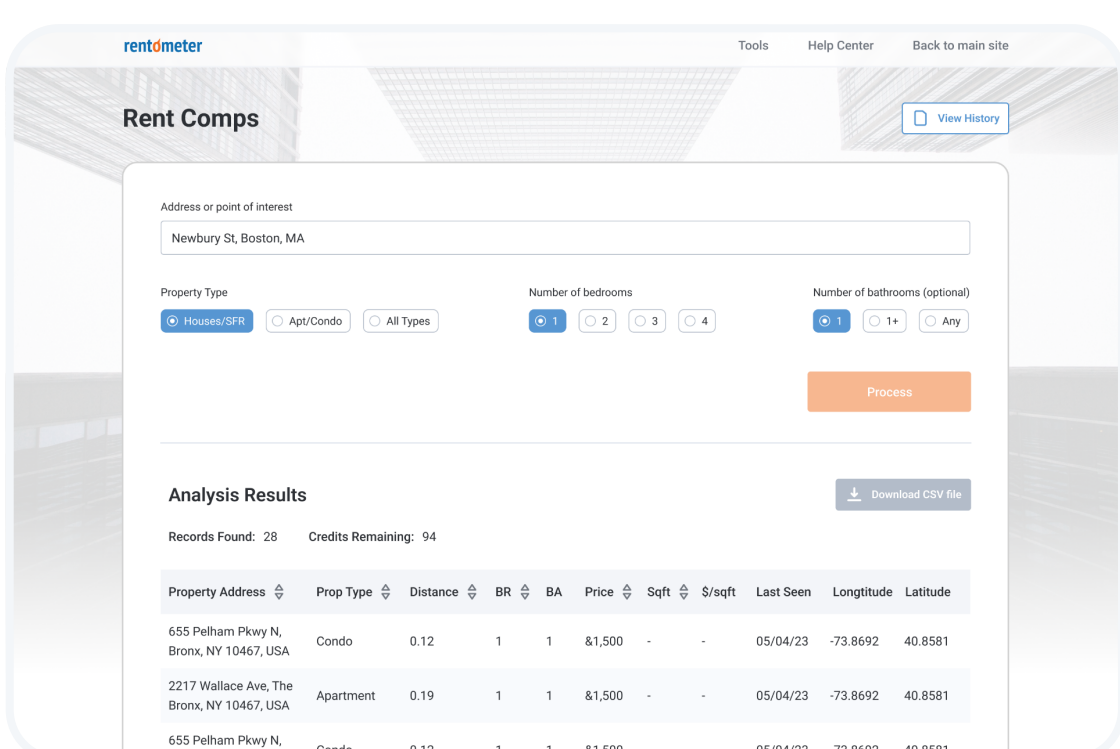 rentometer Tools Help Center Back to main site
Rent Comps View History
Address or point of interest
Newbury St, Boston, MA
Property Type Number of bedrooms Number of bathrooms (optional)
Houses/SFR Apt/Condo All Types 1 2 3 4 1 1+ Any
Process
Analysis Results Download CSV file
Records Found: 28 Credits Remaining: 94
Property Address Prop Type Distance BR BA Price Sqft $/sqft Last Seen Longtitude Latitude
655 Pelham Pkwy N,
Bronx, NY 10467, USA Condo 0.12 1 1 &1,500 - - 05/04/23 -73.8692 40.8581
2217 Wallace Ave, The
Bronx, NY 10467, USA Apartment 0.19 1 1 &1,500 - - 05/04/23 -73.8692 40.8581
655 Pelham Pkwy N,